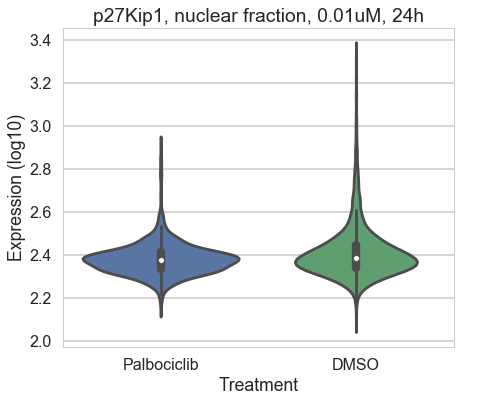 p27Kip1, nuclear fraction, 0.01uM, 24h
Expression (log10)
3.4
3.2
3.0
2.8
2.6
2.4
2.2
2.0
Palbociclib DMSO
Treatment